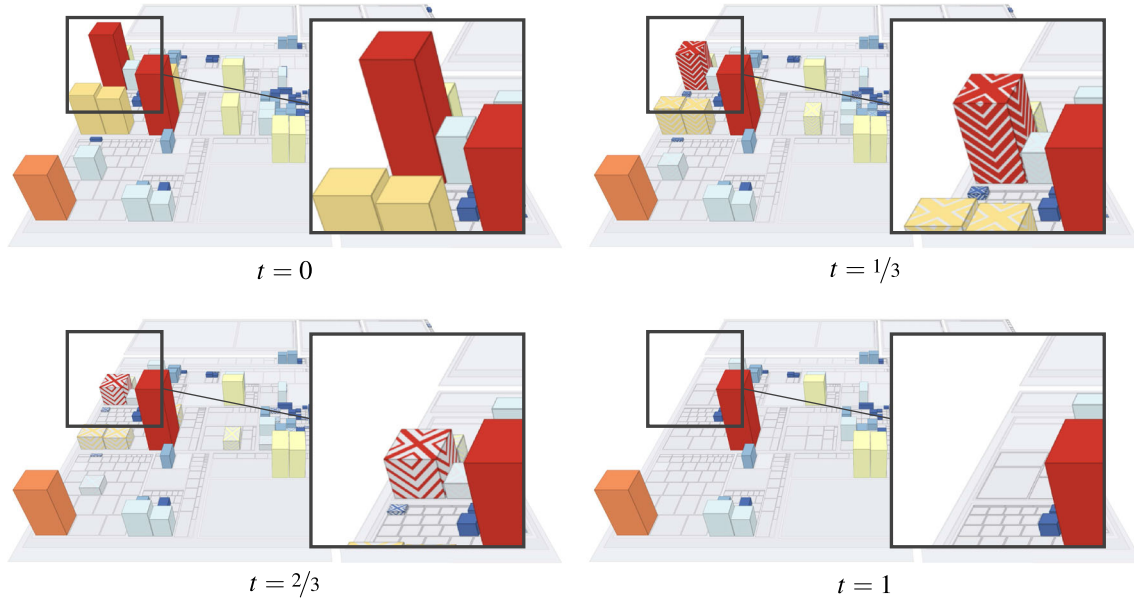 t = 0
t = 1/3
t = 2/3
t = 1